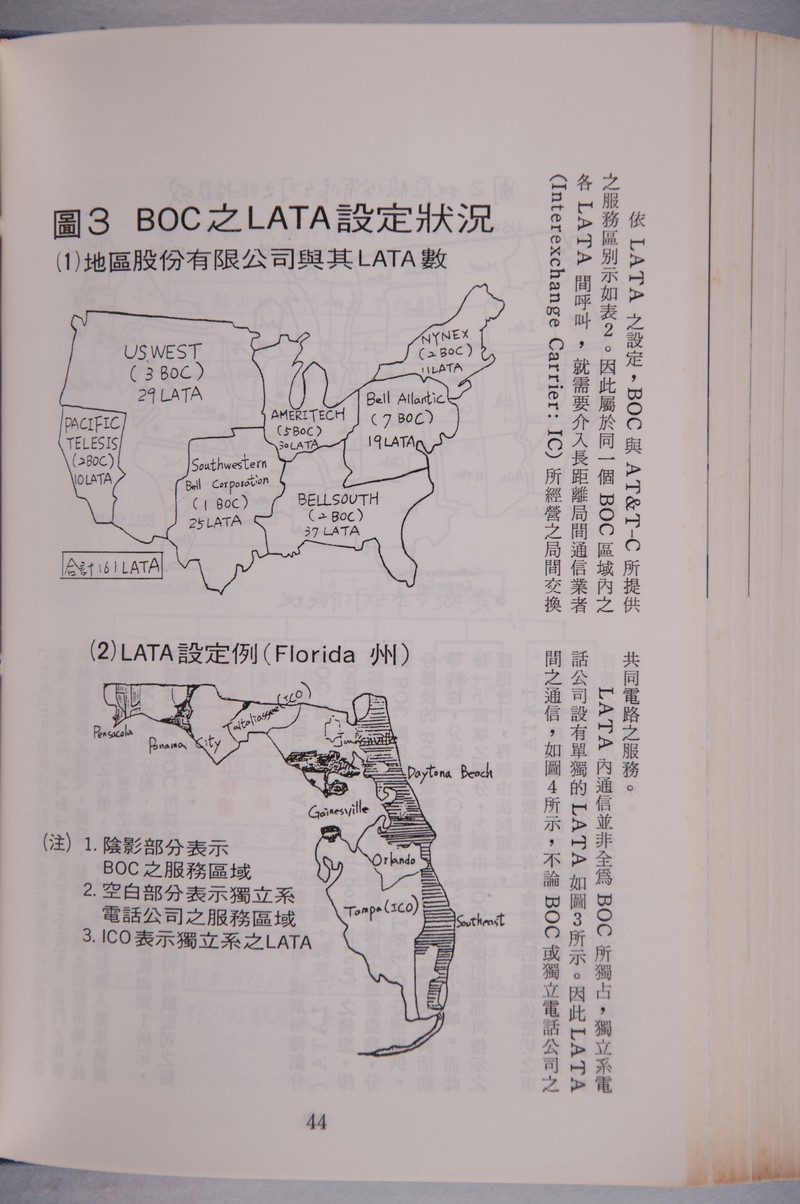 依 LATA 之設定，BOC 與 AT&T-C 所提供
之服務區別示如表2。因此屬於同一個 BOC 區域內之
各 LATA 間呼叫，就需要介入長距離局間通信業者
(Interexchange Carrier: IC) 所經營之局間交換
共同電路之服務。
LATA 內通信並非全為 BOC 所獨占，獨立系電
話公司設有單獨的 LATA 如圖3所示。因此 LATA
間之通信，如圖4所示，不論 BOC 或獨立電話公司之
圖3 BOC之LATA設定狀況
(1)地區股份有限公司與其LATA數
US.WEST
(3 BOC)
29 LATA
PACIFIC
TELESIS
(2BOC)
10LATA
Southwestern
Bell Corporation
(1 BOC)
25LATA
AMERITECH
(5BOC)
30LATA
NYNEX
(2BOC)
11LATA
Bell Atlantic
(7 BOC)
19LATA
BELLSOUTH
(2 BOC)
37 LATA
合計161LATA
(2)LATA設定例(Florida 州)
Pensacola
Panama City
(ICO)
Daytona Beach
Gainesville
Orlando
Tampa(ICO)
Southeast
(注) 1. 陰影部分表示
BOC之服務區域
2. 空白部分表示獨立系
電話公司之服務區域
3. ICO表示獨立系之LATA
44